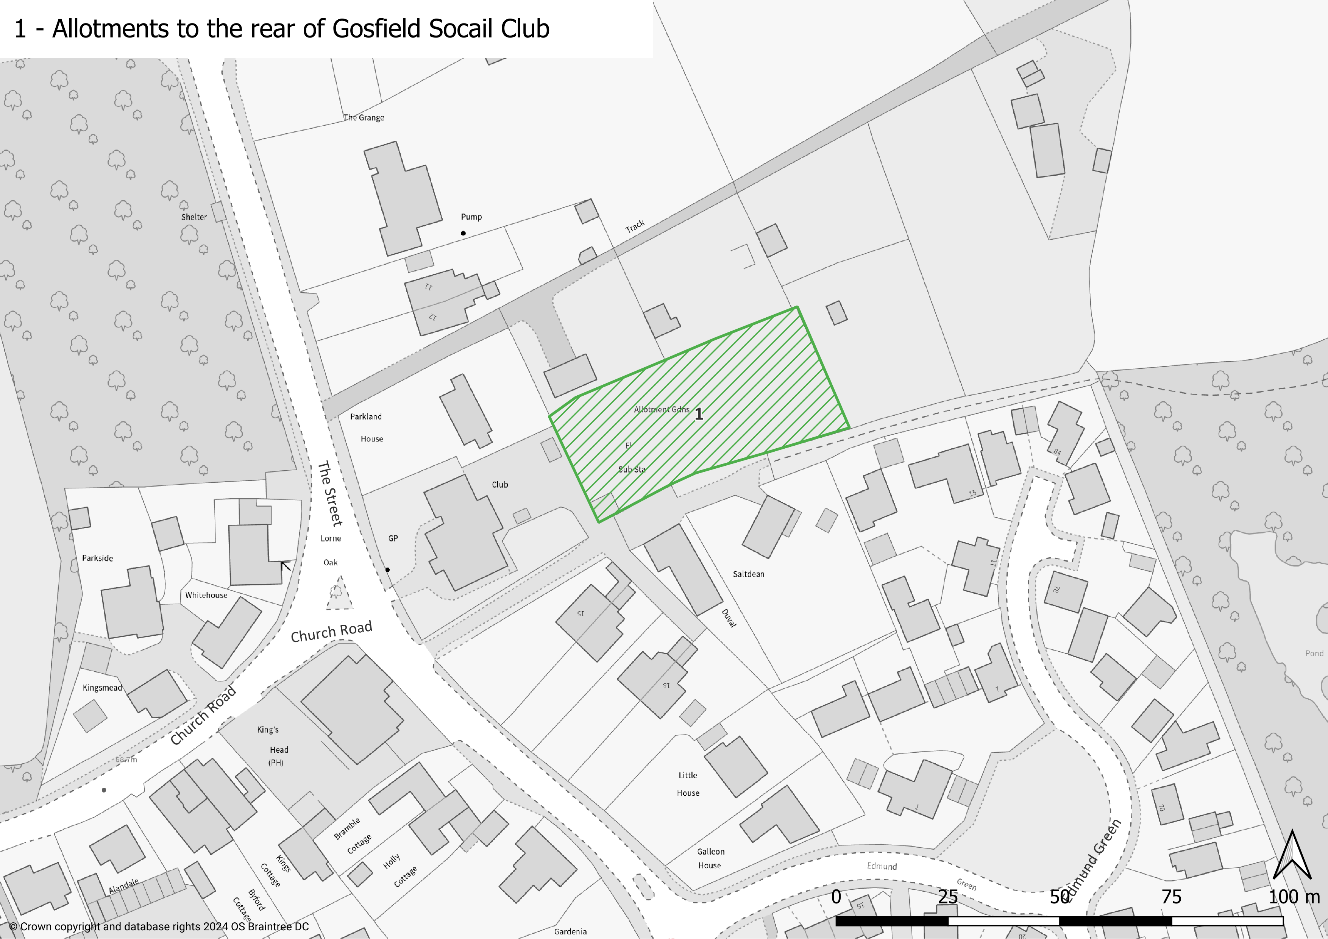 1 - Allotments to the rear of Gosfield Socail Club
The Grange
Shelter
Pump
Track
Parkland
House
Allotment Gdns
1
El
Sub Sta
Club
The Street
GP
Lorne
Oak
Parkside
Whitehouse
Church Road
Saltdean
Duval
Pond
Kingsmead
Church Road
King's
Head
(PH)
Little
House
Bramble
Cottage
Holly
Cottage
Kings
Cottage
Byford
Cottage
Alandale
Galleon
House
Edmund
Green
Edmund Green
Gardenia
0 25 50 75 100 m
© Crown copyright and database rights 2024 OS Braintree DC